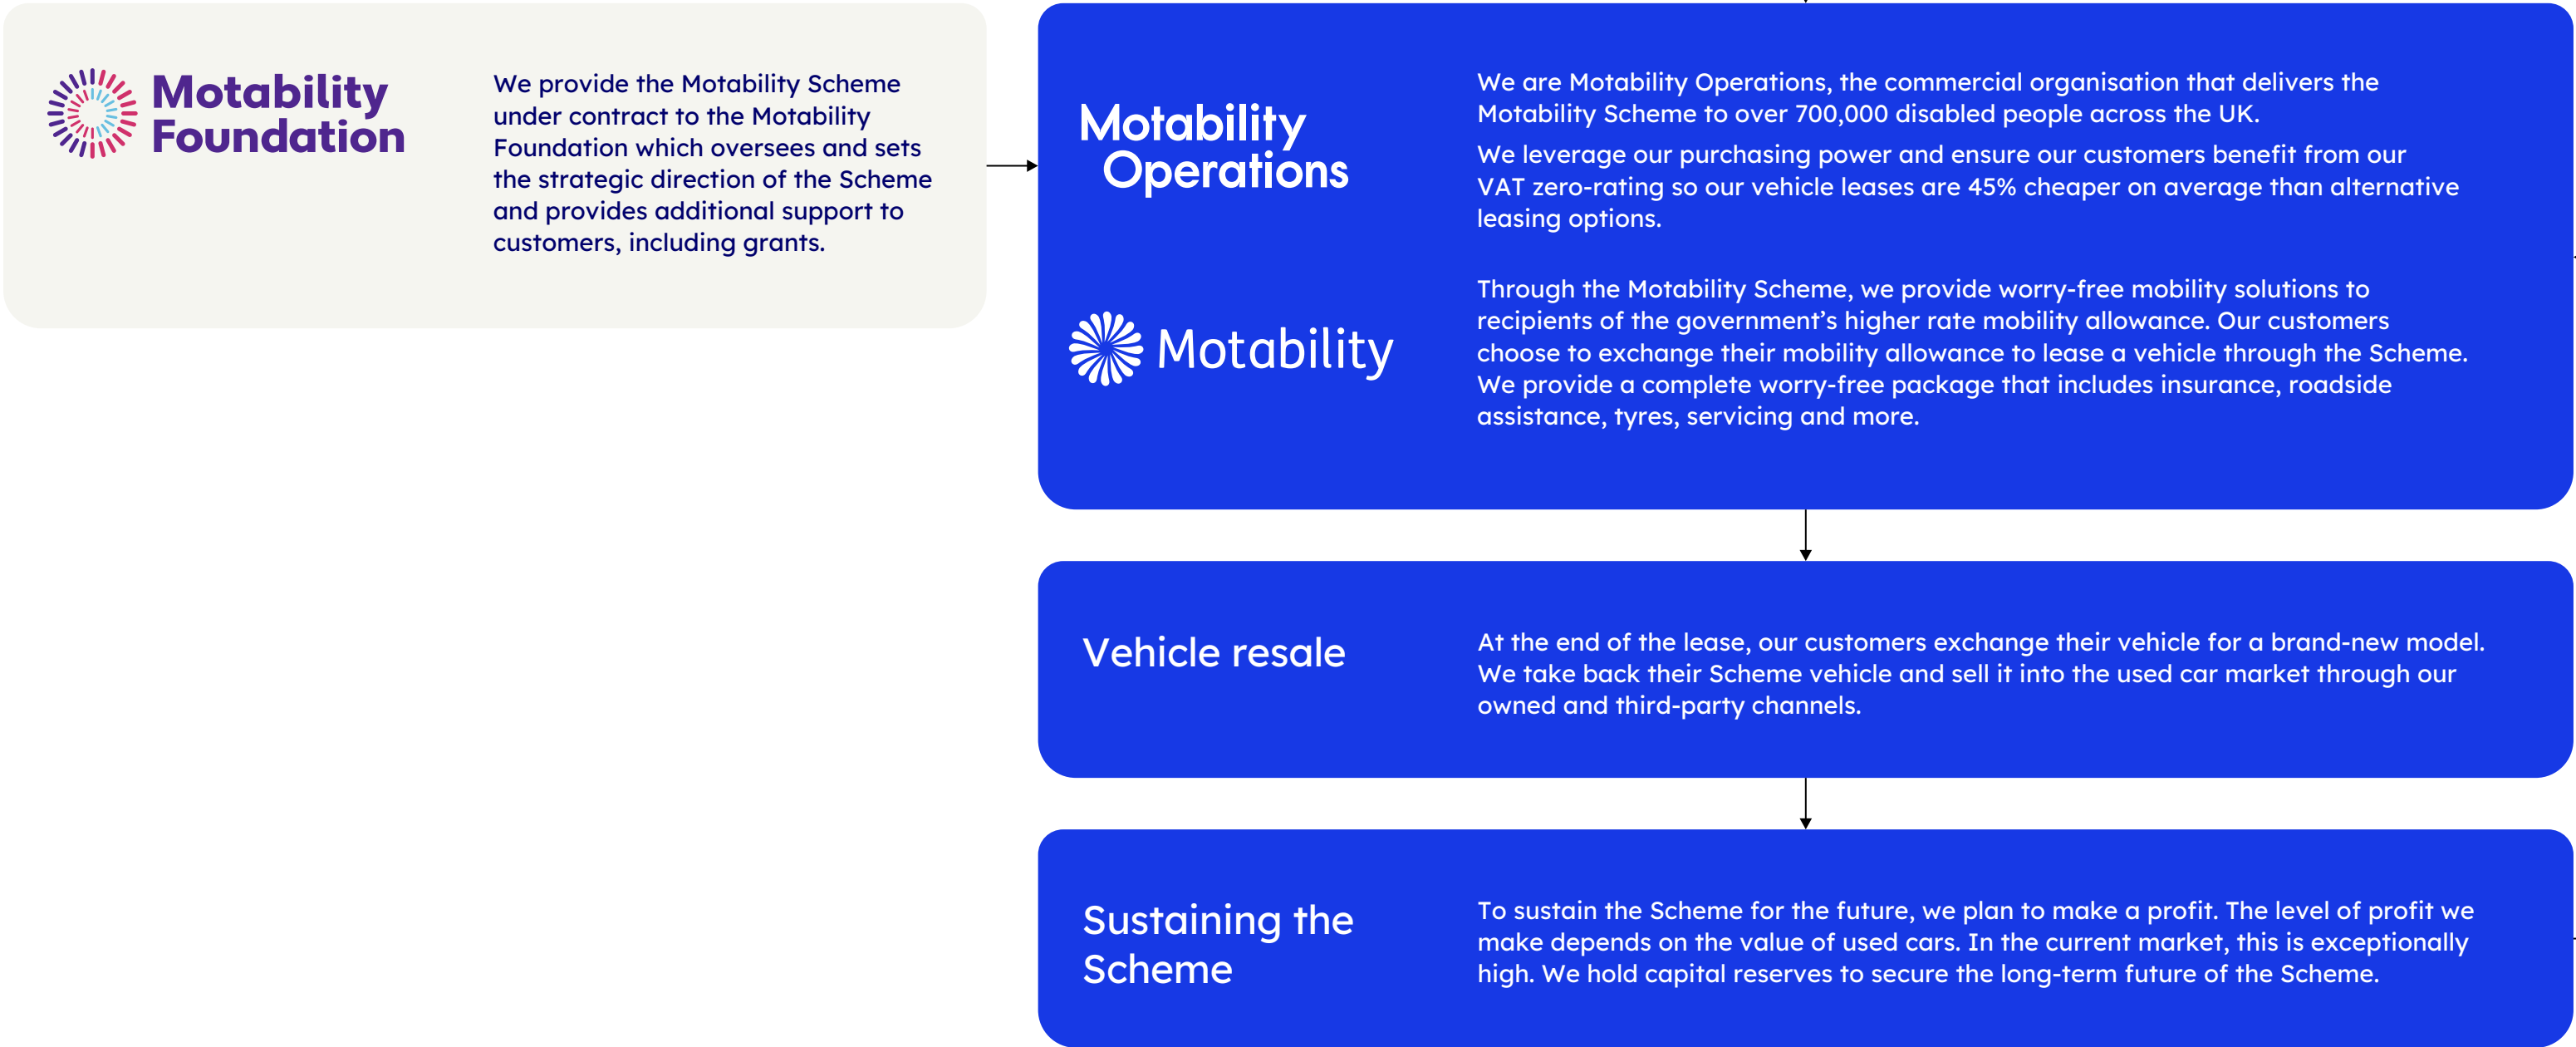 Motability
Foundation
We provide the Motability Scheme
under contract to the Motability
Foundation which oversees and sets
the strategic direction of the Scheme
and provides additional support to
customers, including grants.
Motability
Operations
We are Motability Operations, the commercial organisation that delivers the
Motability Scheme to over 700,000 disabled people across the UK.
We leverage our purchasing power and ensure our customers benefit from our
VAT zero-rating so our vehicle leases are 45% cheaper on average than alternative
leasing options.
Motability
Through the Motability Scheme, we provide worry-free mobility solutions to
recipients of the government’s higher rate mobility allowance. Our customers
choose to exchange their mobility allowance to lease a vehicle through the Scheme.
We provide a complete worry-free package that includes insurance, roadside
assistance, tyres, servicing and more.
Vehicle resale
At the end of the lease, our customers exchange their vehicle for a brand-new model.
We take back their Scheme vehicle and sell it into the used car market through our
owned and third-party channels.
Sustaining the
Scheme
To sustain the Scheme for the future, we plan to make a profit. The level of profit we
make depends on the value of used cars. In the current market, this is exceptionally
high. We hold capital reserves to secure the long-term future of the Scheme.